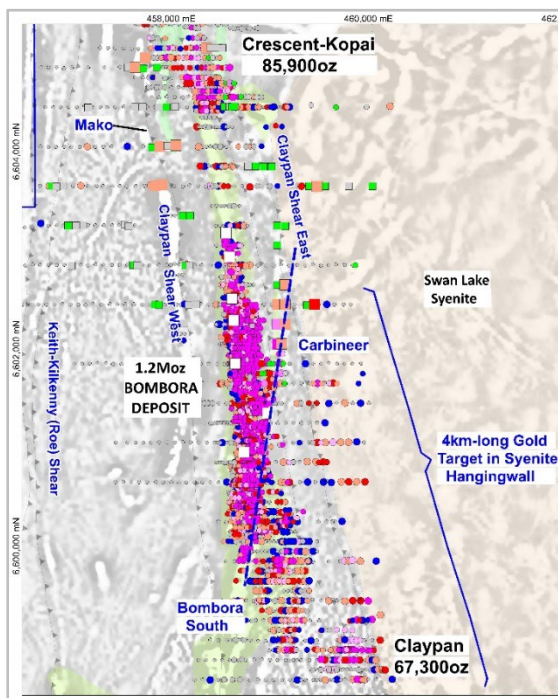 458,000 mE
460,000 mE
462,
Crescent-Kopai
85,900oz
Mako
6,604,000 mN
Claypan Shear East
Claypan Shear West
Swan Lake
Syenite
6,602,000 mN
Carbineer
1.2Moz
BOMBORA
DEPOSIT
Keith-Kilkenny (Roe) Shear
4km-long Gold
Target in Syenite
Hangingwall
6,600,000 mN
Bombora
South
Claypan
67,300oz